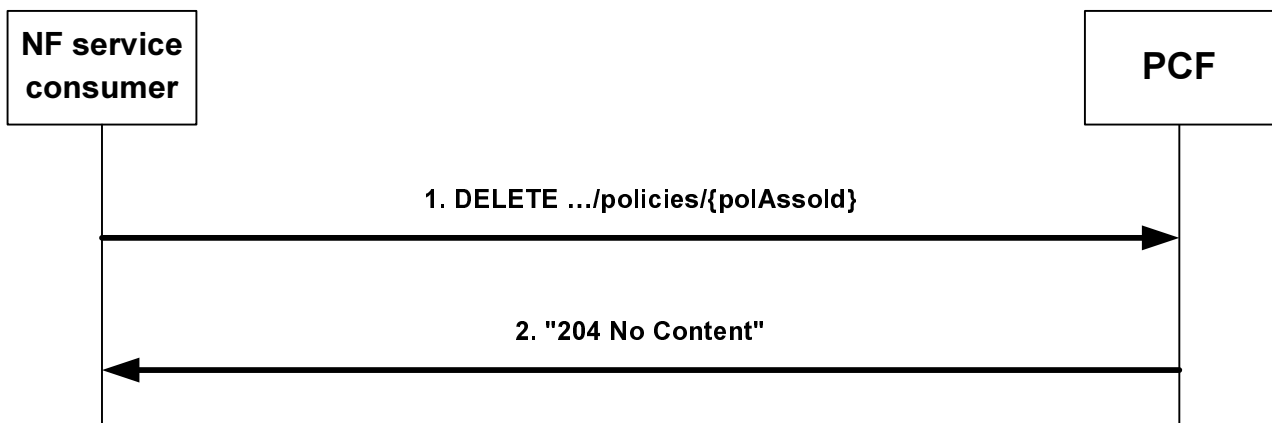 NF service
consumer
PCF
1. DELETE …/policies/{polAssoId}
2. "204 No Content"